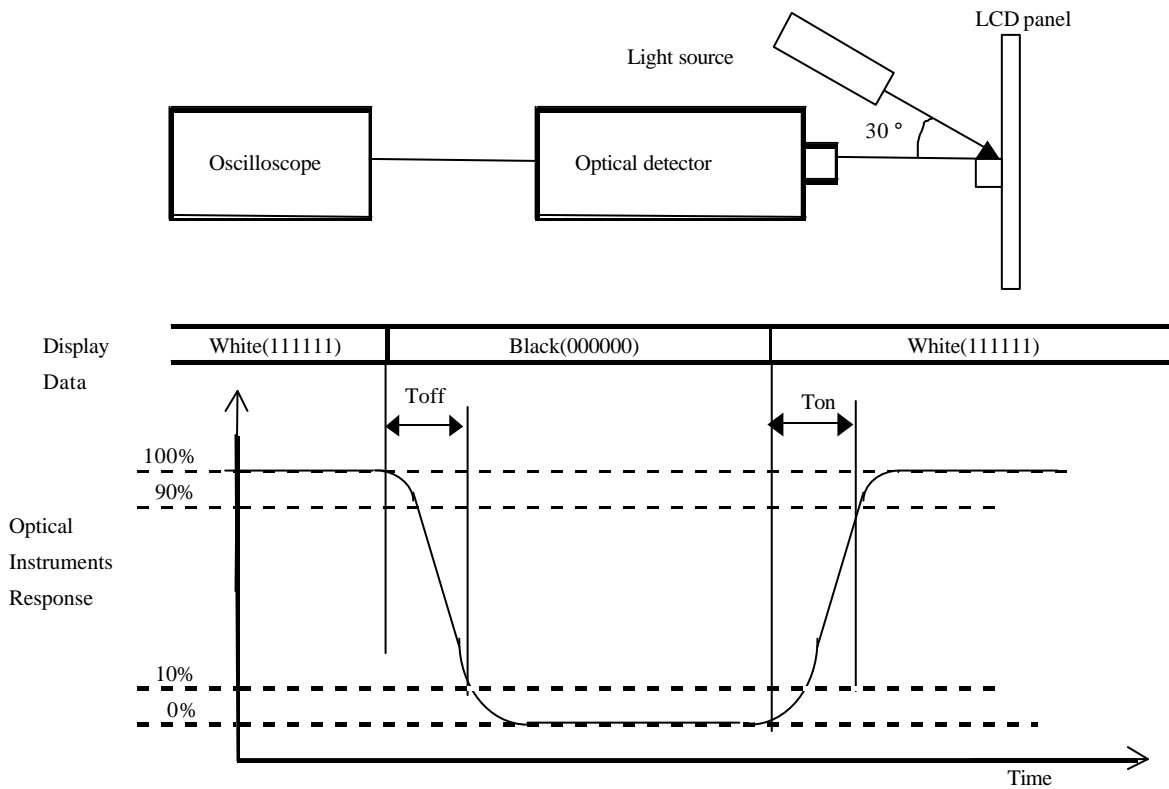 LCD panel
Light source
30 °
Oscilloscope
Optical detector
Display
Data
White(111111)
Black(000000)
White(111111)
Toff
Ton
100%
90%
Optical
Instruments
Response
10%
0%
Time